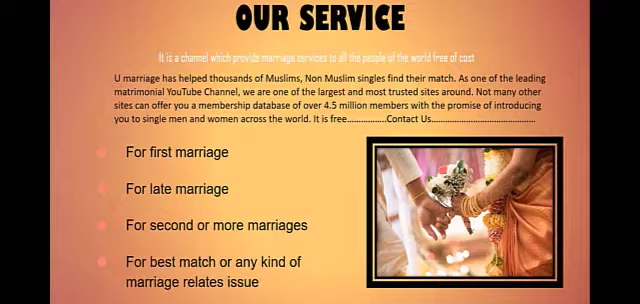 OUR SERVICE
It is a channel which provide marriage services to all the people of the world free of cost
U marriage has helped thousands of Muslims, Non Muslim singles find their match. As one of the leading
matrimonial YouTube Channel, we are one of the largest and most trusted sites around. Not many other
sites can offer you a membership database of over 4.5 million members with the promise of introducing
you to single men and women across the world. It is free................Contact Us..........................................
For first marriage
For late marriage
For second or more marriages
For best match or any kind of
marriage relates issue